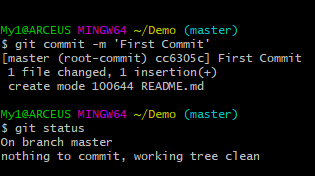 My1@ARCEUS MINGW64 ~/Demo (master)
$ git commit -m 'First Commit'
[master (root-commit) cc6305c] First Commit
 1 file changed, 1 insertion(+)
 create mode 100644 README.md

My1@ARCEUS MINGW64 ~/Demo (master)
$ git status
On branch master
nothing to commit, working tree clean